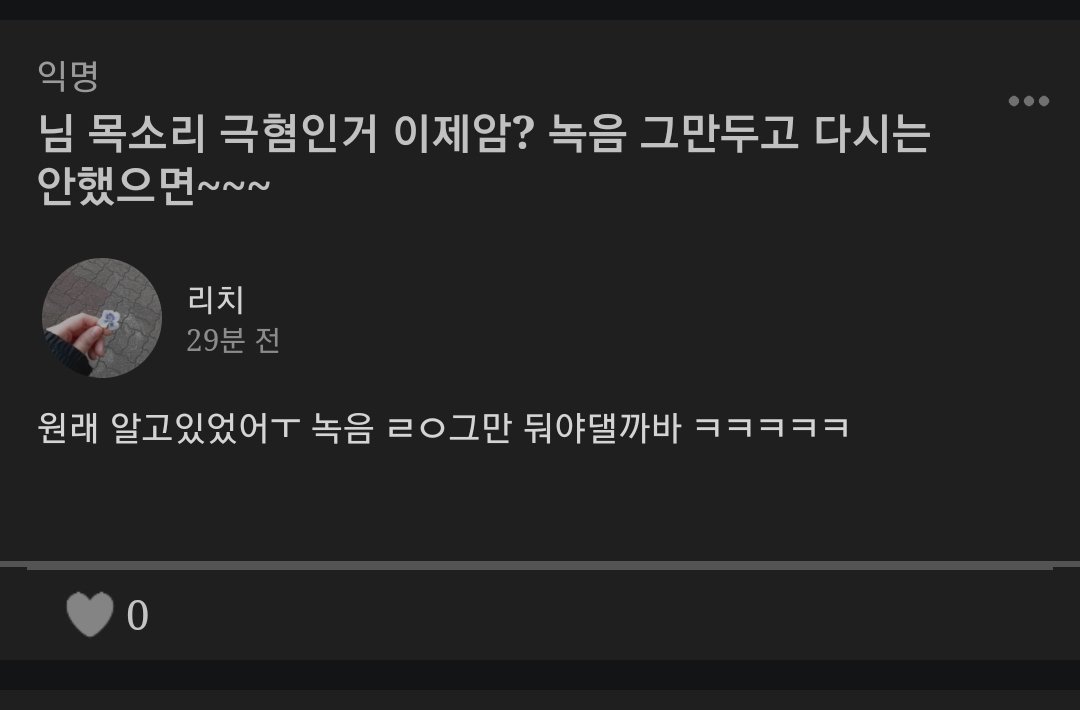 익명
님 목소리 극혐인거 이제암? 녹음 그만두고 다시는
안했으면~~~
리치
29분 전
원래 알고있었어ㅜ 녹음 ㄹㅇ그만 둬야댈까바 ㅋㅋㅋㅋㅋ
0